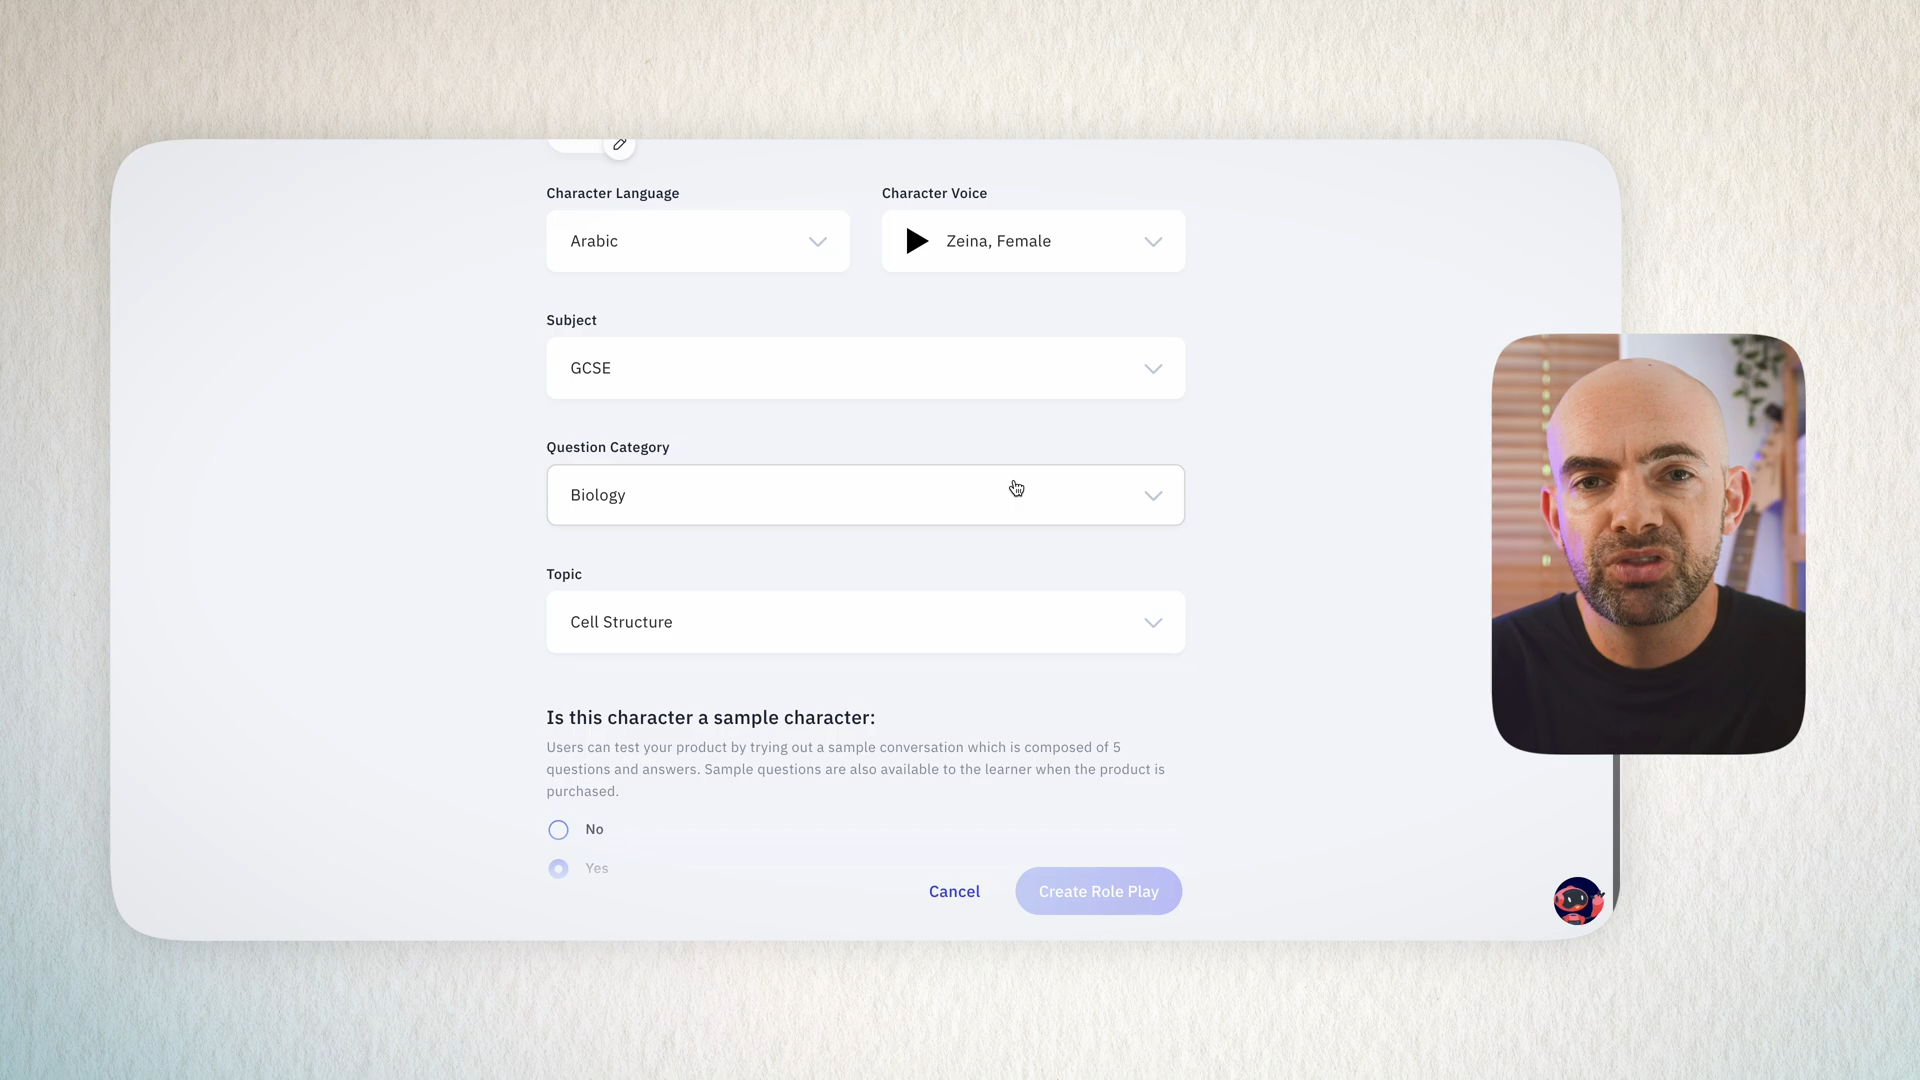 Character Language
Character Voice
Arabic
Zeina, Female
Subject
GCSE
Question Category
Biology
Topic
Cell Structure
Is this character a sample character:
Users can test your product by trying out a sample conversation which is composed of 5
questions and answers. Sample questions are also available to the learner when the product is
purchased.
No
Yes
Cancel
Create Role Play